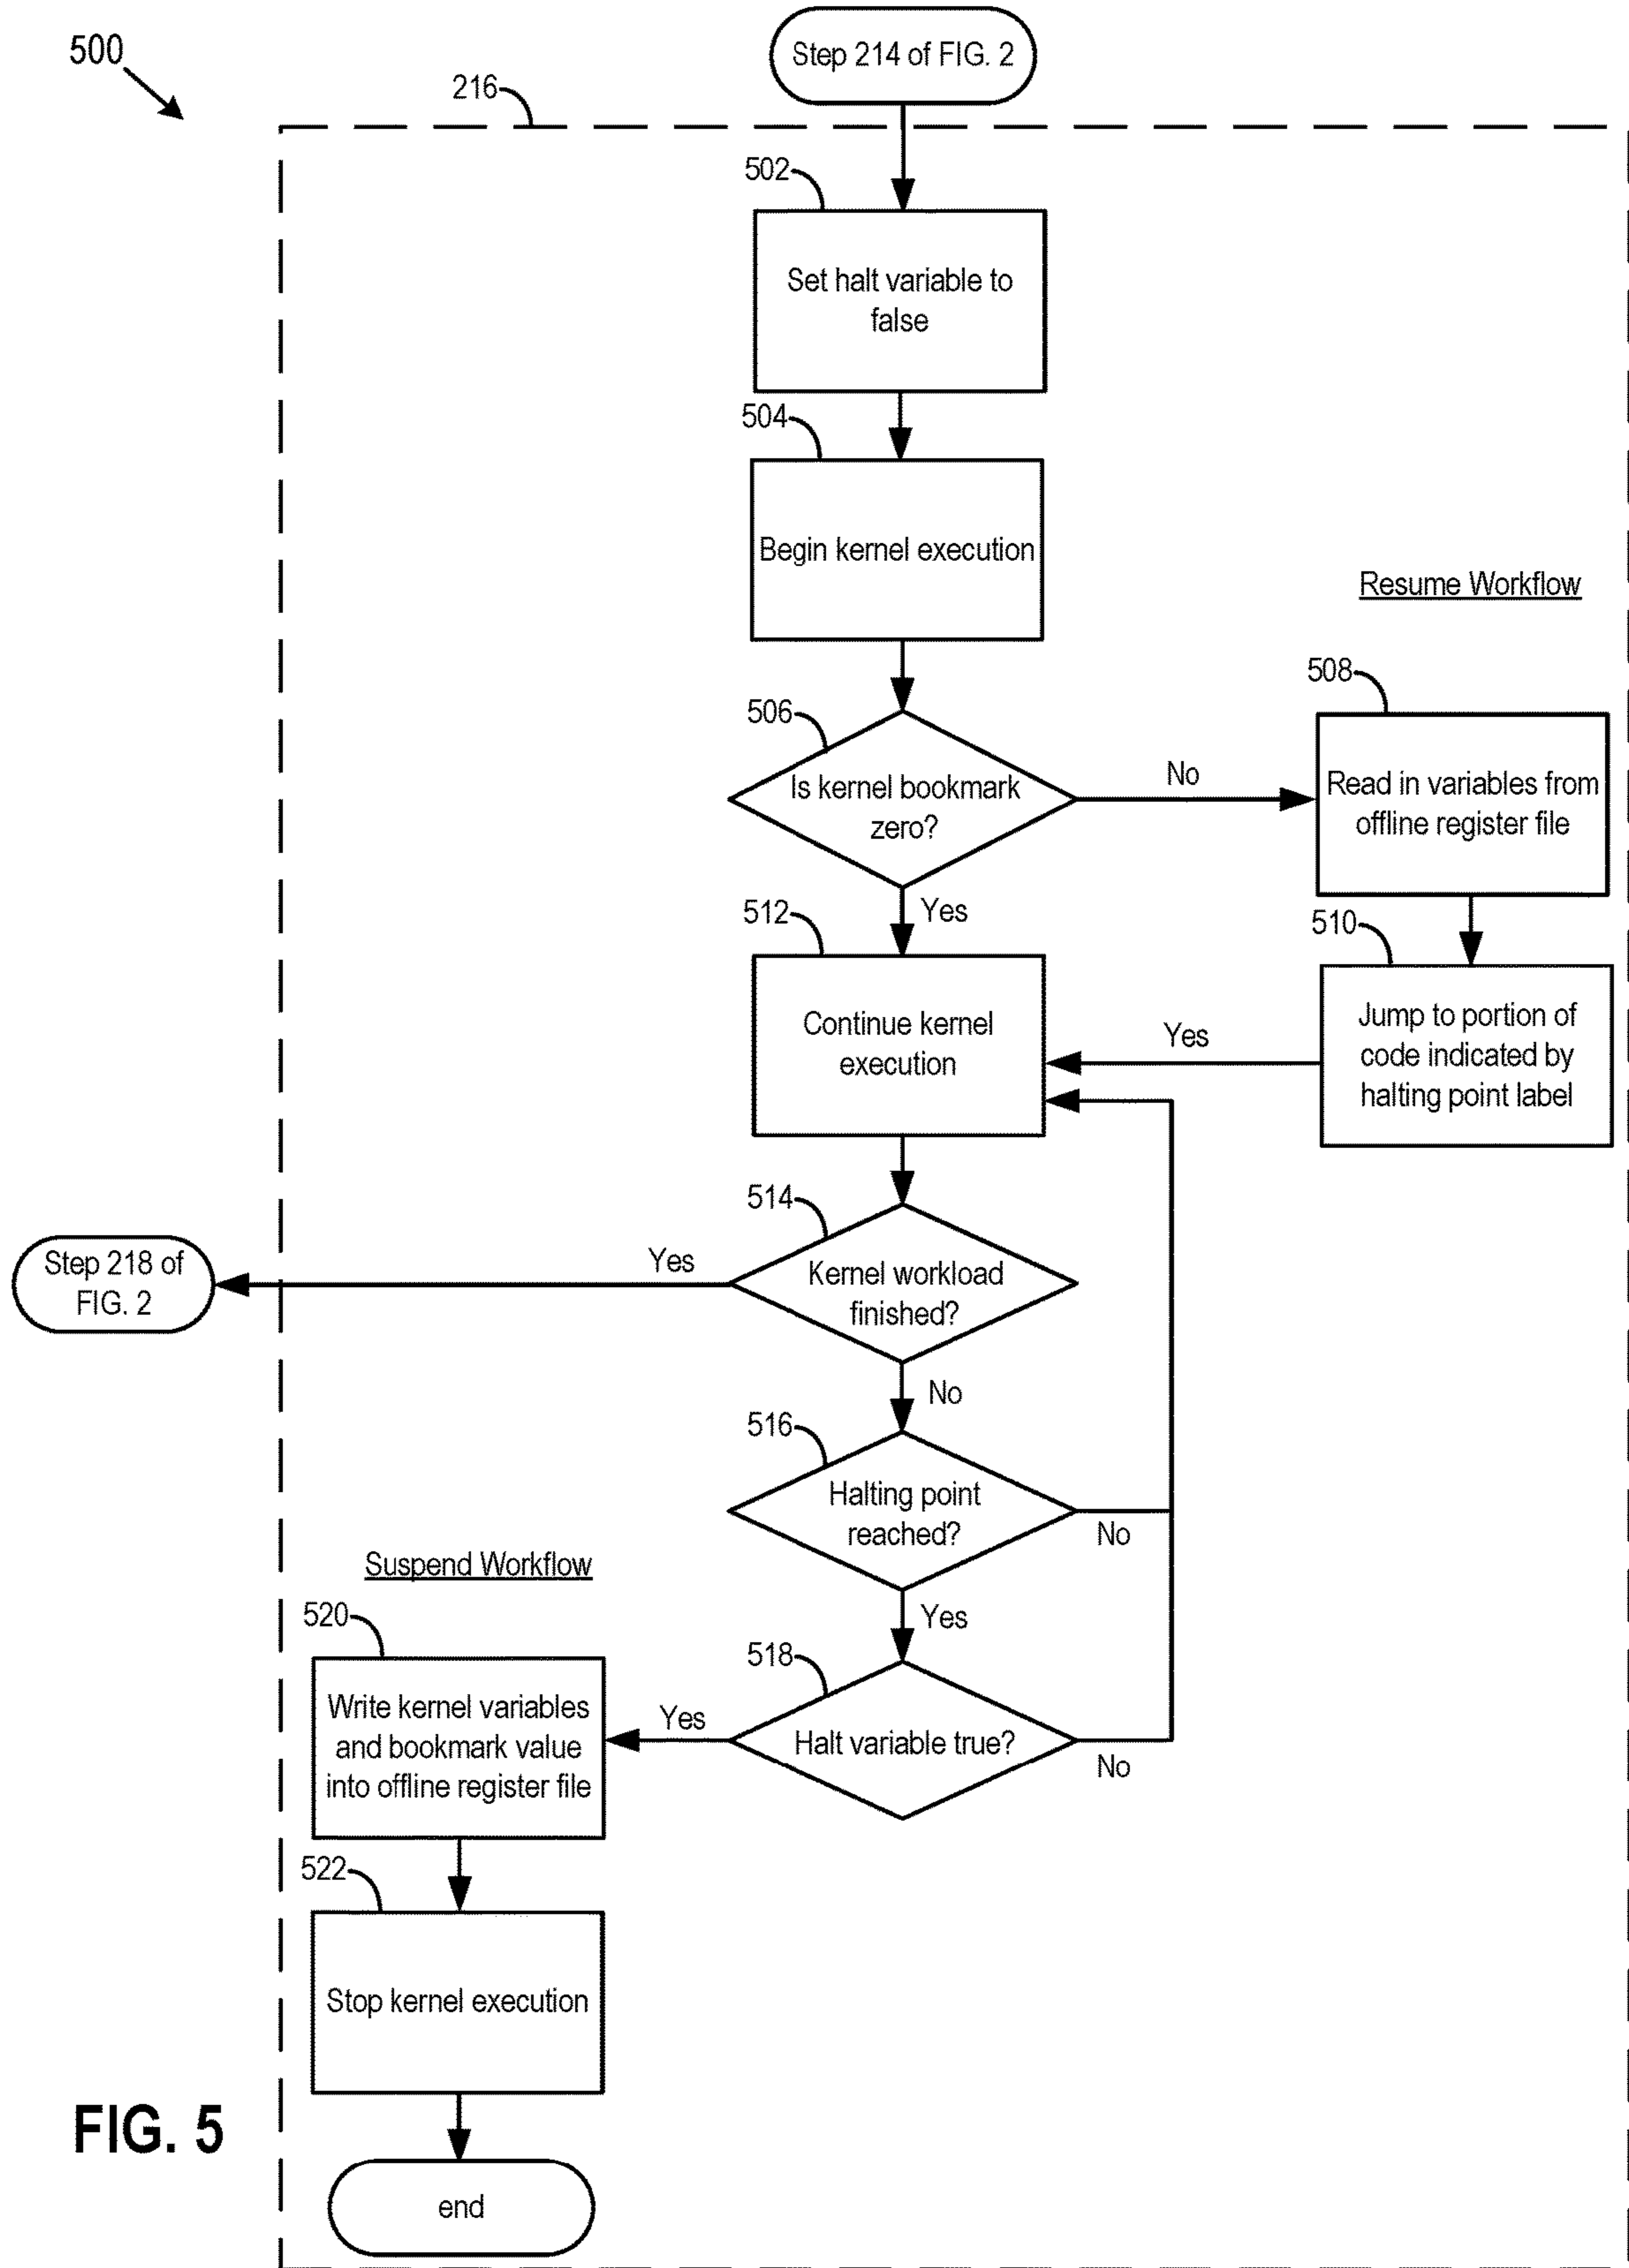 500
Step 214 of FIG. 2
216
502
Set halt variable to
false
504
Begin kernel execution
Resume Workflow
506
Is kernel bookmark
zero?
No
508
Read in variables from
offline register file
Yes
510
Jump to portion of
code indicated by
halting point label
Yes
512
Continue kernel
execution
514
Kernel workload
finished?
Yes
Step 218 of
FIG. 2
No
516
Halting point
reached?
No
Yes
Suspend Workflow
518
Halt variable true?
No
Yes
520
Write kernel variables
and bookmark value
into offline register file
522
Stop kernel execution
end
FIG. 5